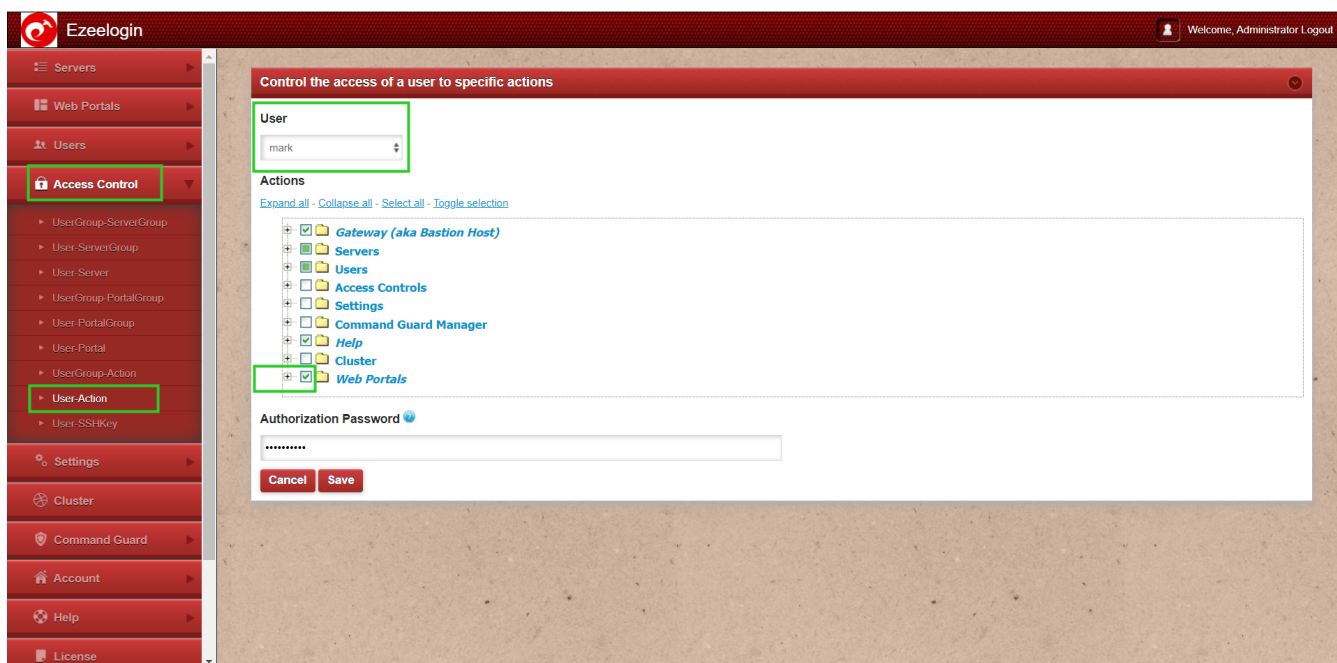 Ezeelogin
Welcome, Administrator Logout
Servers
Web Portals
Users
Access Control
UserGroup-ServerGroup
User-ServerGroup
User-Server
UserGroup-PortalGroup
User-PortalGroup
User-Portal
UserGroup-Action
User-Action
User-SSHKey
Settings
Cluster
Command Guard
Account
Help
License
Control the access of a user to specific actions
User
mark
Actions
Expand all - Collapse all - Select all - Toggle selection
Gateway (aka Bastion Host)
Servers
Users
Access Controls
Settings
Command Guard Manager
Help
Cluster
Web Portals
Authorization Password
••••••••••
Cancel Save